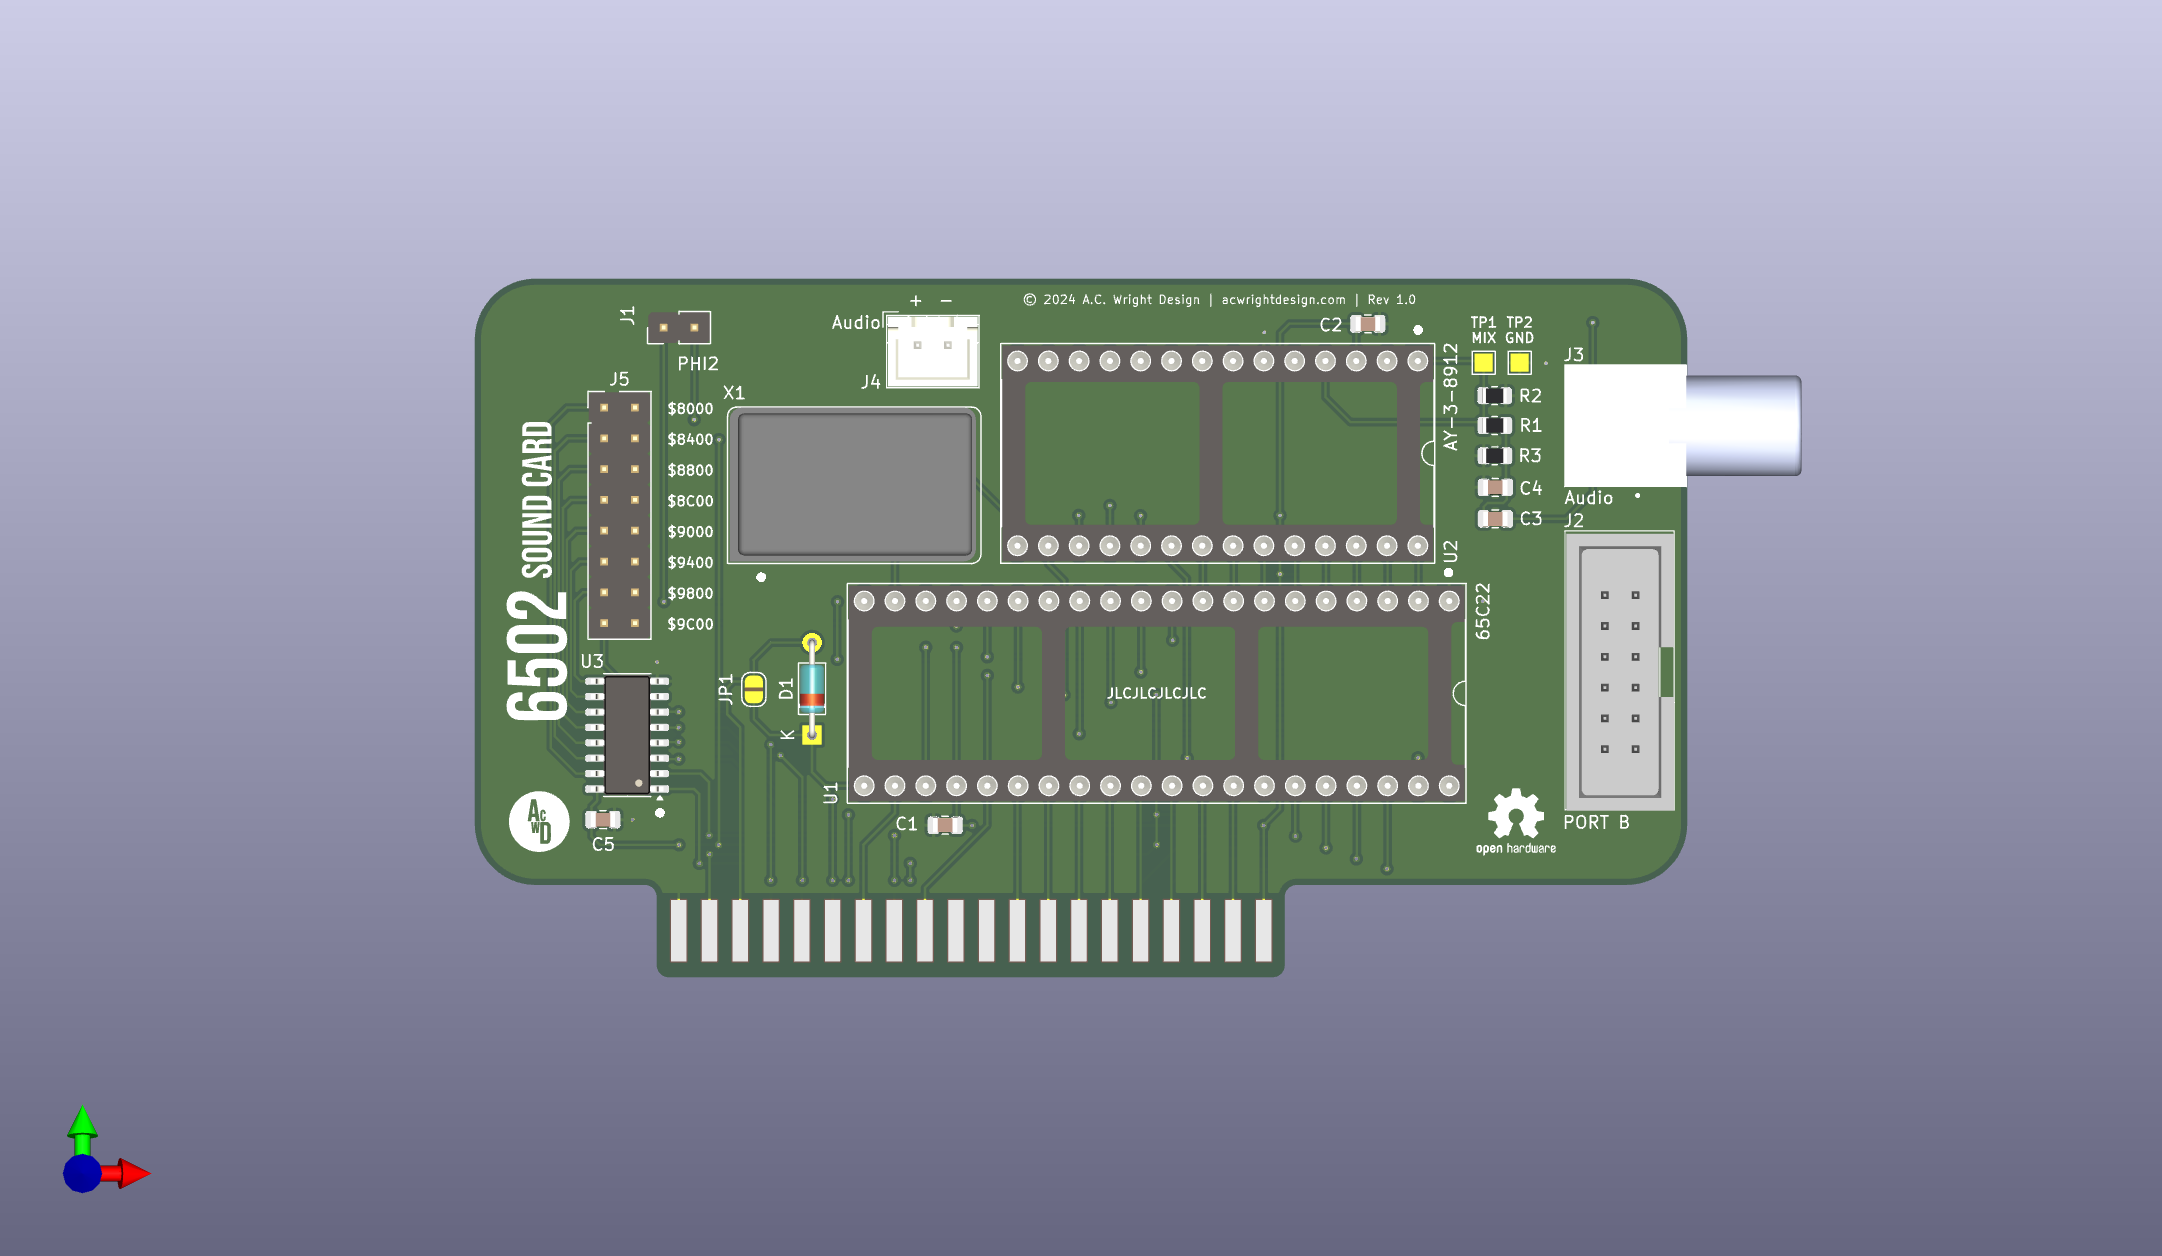 © 2024 A.C. Wright Design | acwrightdesign.com | Rev 1.0
+ −
J1
Audio
C2
TP1 TP2
MIX GND
PHI2
J3
J5
J4
X1
AY-3-8912
R2
$8000
R1
$8400
R3
$8800
C4
$8C00
Audio
C3
J2
$9000
U2
$9400
65C22
$9800
$9C00
6502 SOUND CARD
U3
JP1
D1
JLCJLCJLCJLC
K
U1
C1
PORT B
AcWD
C5
open hardware